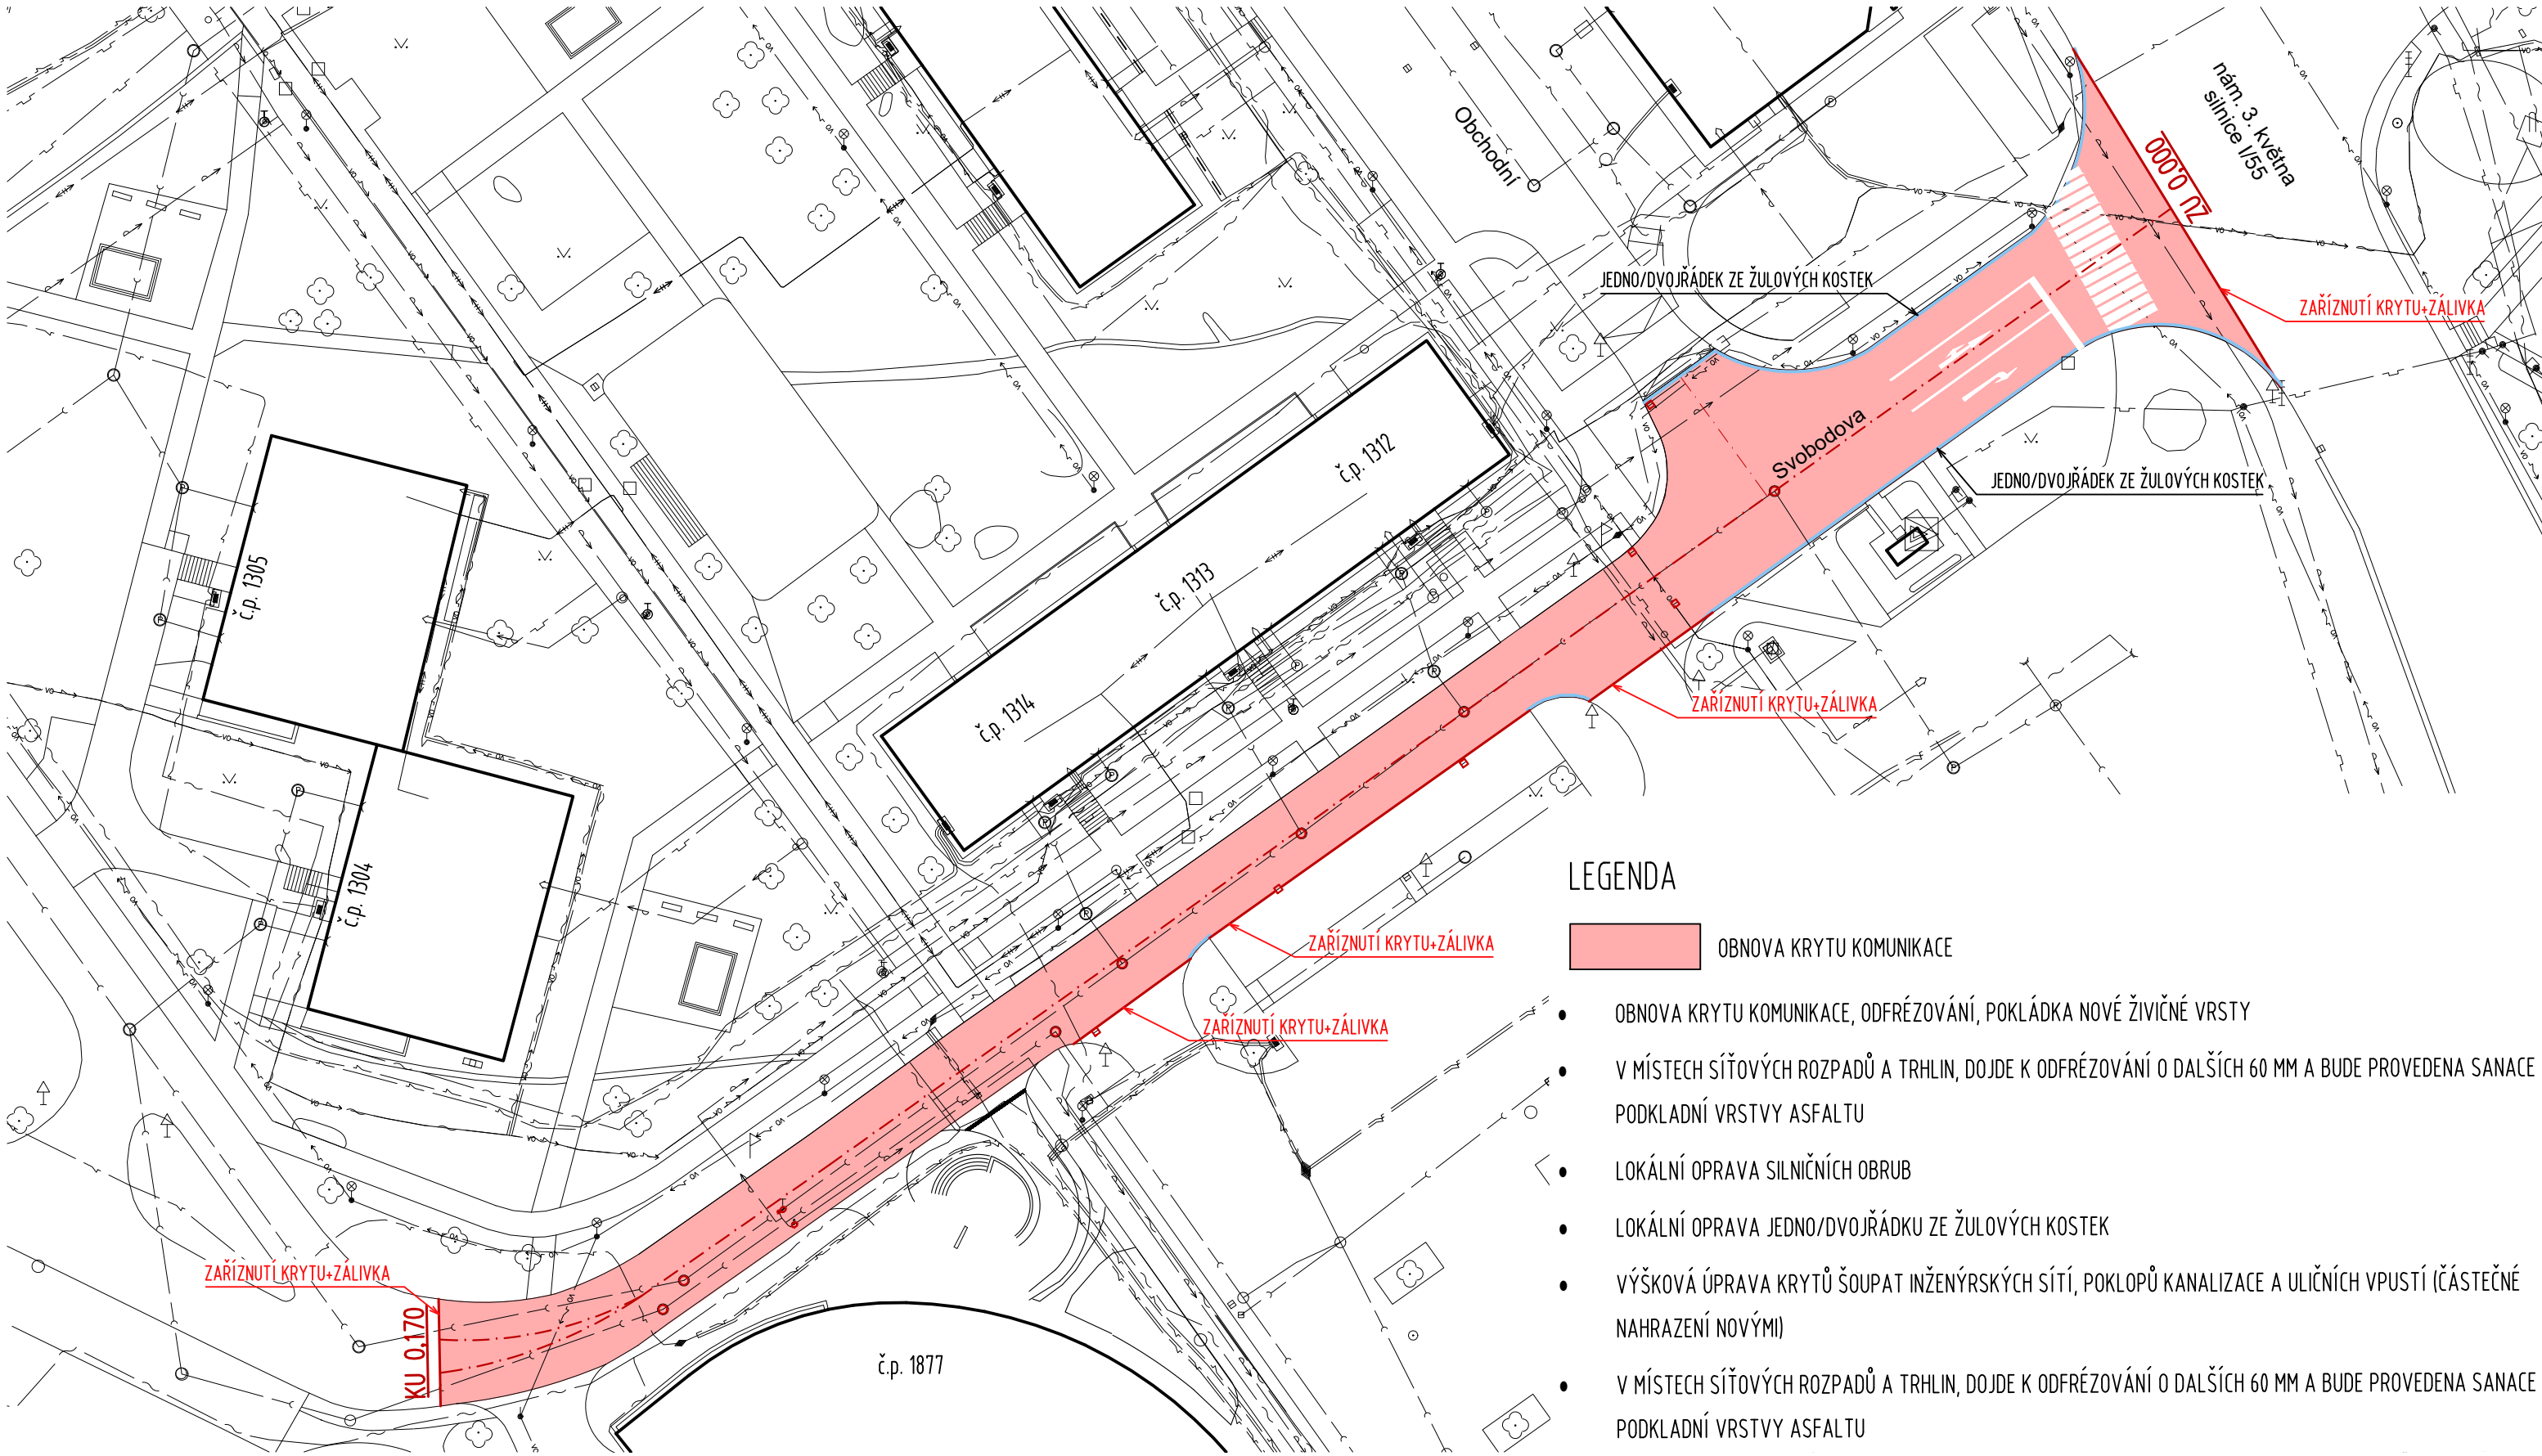 nám. 3. května
silnice I/55
Obchodní
ZÚ 0,000
JEDNO/DVOJŘÁDEK ZE ŽULOVÝCH KOSTEK
ZAŘÍZNUTÍ KRYTU+ZÁLIVKA
Svobodova
č.p. 1312
JEDNO/DVOJŘÁDEK ZE ŽULOVÝCH KOSTEK
č.p. 1313
č.p. 1305
č.p. 1314
ZAŘÍZNUTÍ KRYTU+ZÁLIVKA
č.p. 1304
ZAŘÍZNUTÍ KRYTU+ZÁLIVKA
ZAŘÍZNUTÍ KRYTU+ZÁLIVKA
ZAŘÍZNUTÍ KRYTU+ZÁLIVKA
KU 0,170
č.p. 1877
LEGENDA
OBNOVA KRYTU KOMUNIKACE
• OBNOVA KRYTU KOMUNIKACE, ODFRÉZOVÁNÍ, POKLÁDKA NOVÉ ŽIVIČNÉ VRSTY
• V MÍSTECH SÍŤOVÝCH ROZPADŮ A TRHLIN, DOJDE K ODFRÉZOVÁNÍ O DALŠÍCH 60 MM A BUDE PROVEDENA SANACE
PODKLADNÍ VRSTVY ASFALTU
• LOKÁLNÍ OPRAVA SILNIČNÍCH OBRUB
• LOKÁLNÍ OPRAVA JEDNO/DVOJŘÁDKU ZE ŽULOVÝCH KOSTEK
• VÝŠKOVÁ ÚPRAVA KRYTŮ ŠOUPAT INŽENÝRSKÝCH SÍTÍ, POKLOPŮ KANALIZACE A ULIČNÍCH VPUSTÍ (ČÁSTEČNÉ
NAHRAZENÍ NOVÝMI)
• V MÍSTECH SÍŤOVÝCH ROZPADŮ A TRHLIN, DOJDE K ODFRÉZOVÁNÍ O DALŠÍCH 60 MM A BUDE PROVEDENA SANACE
PODKLADNÍ VRSTVY ASFALTU